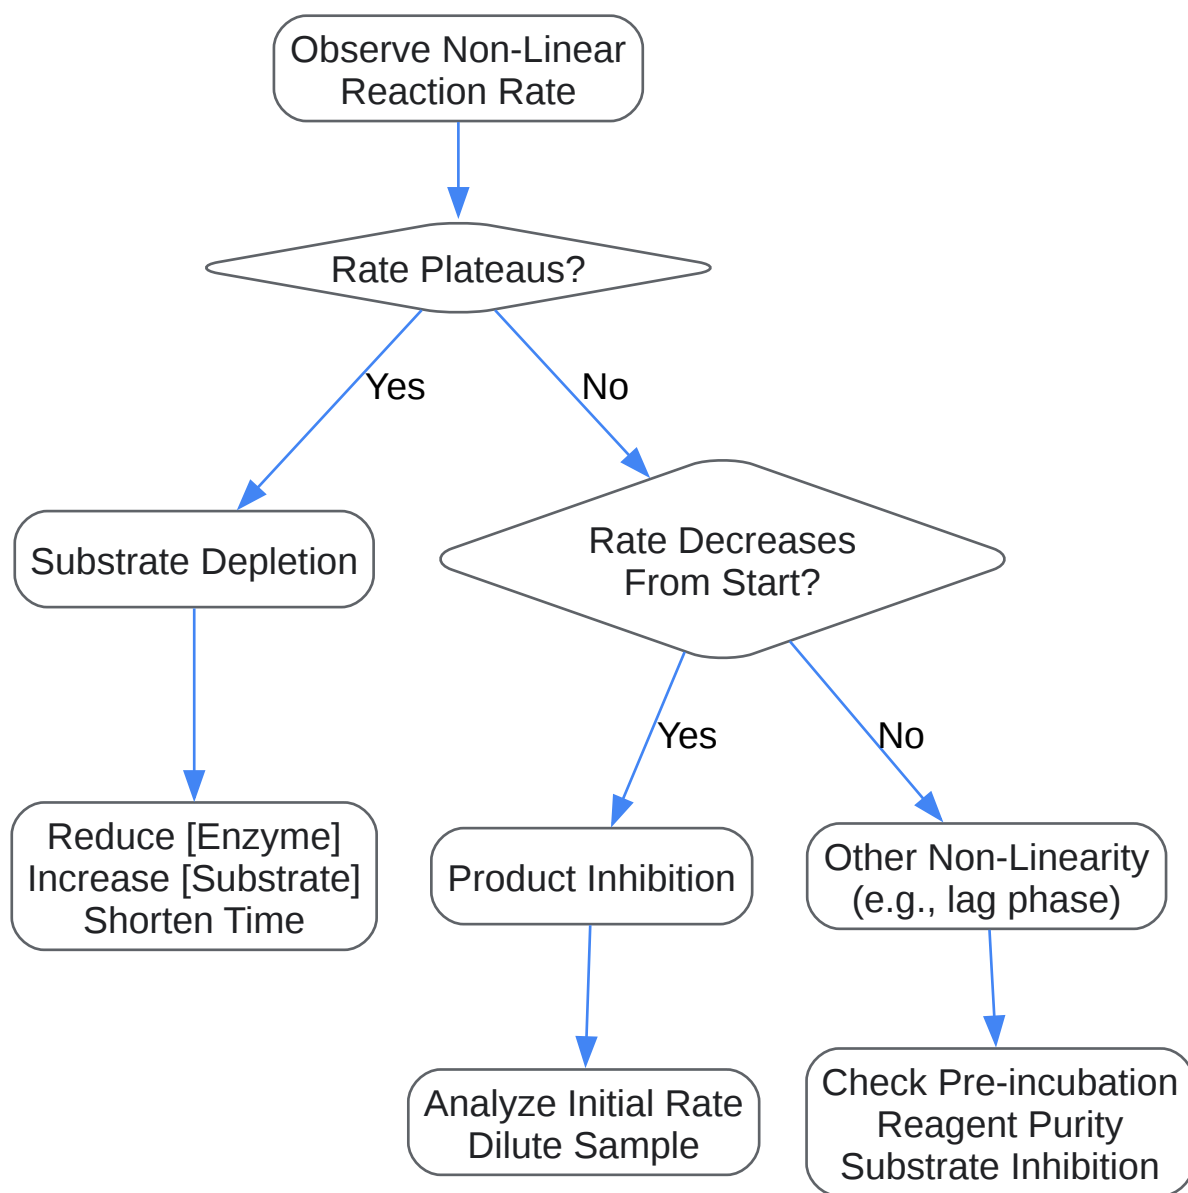 Observe Non-Linear
Reaction Rate
Rate Plateaus?
Yes
No
Substrate Depletion
Rate Decreases
From Start?
Yes
No
Reduce [Enzyme]
Increase [Substrate]
Shorten Time
Product Inhibition
Other Non-Linearity
(e.g., lag phase)
Analyze Initial Rate
Dilute Sample
Check Pre-incubation
Reagent Purity
Substrate Inhibition